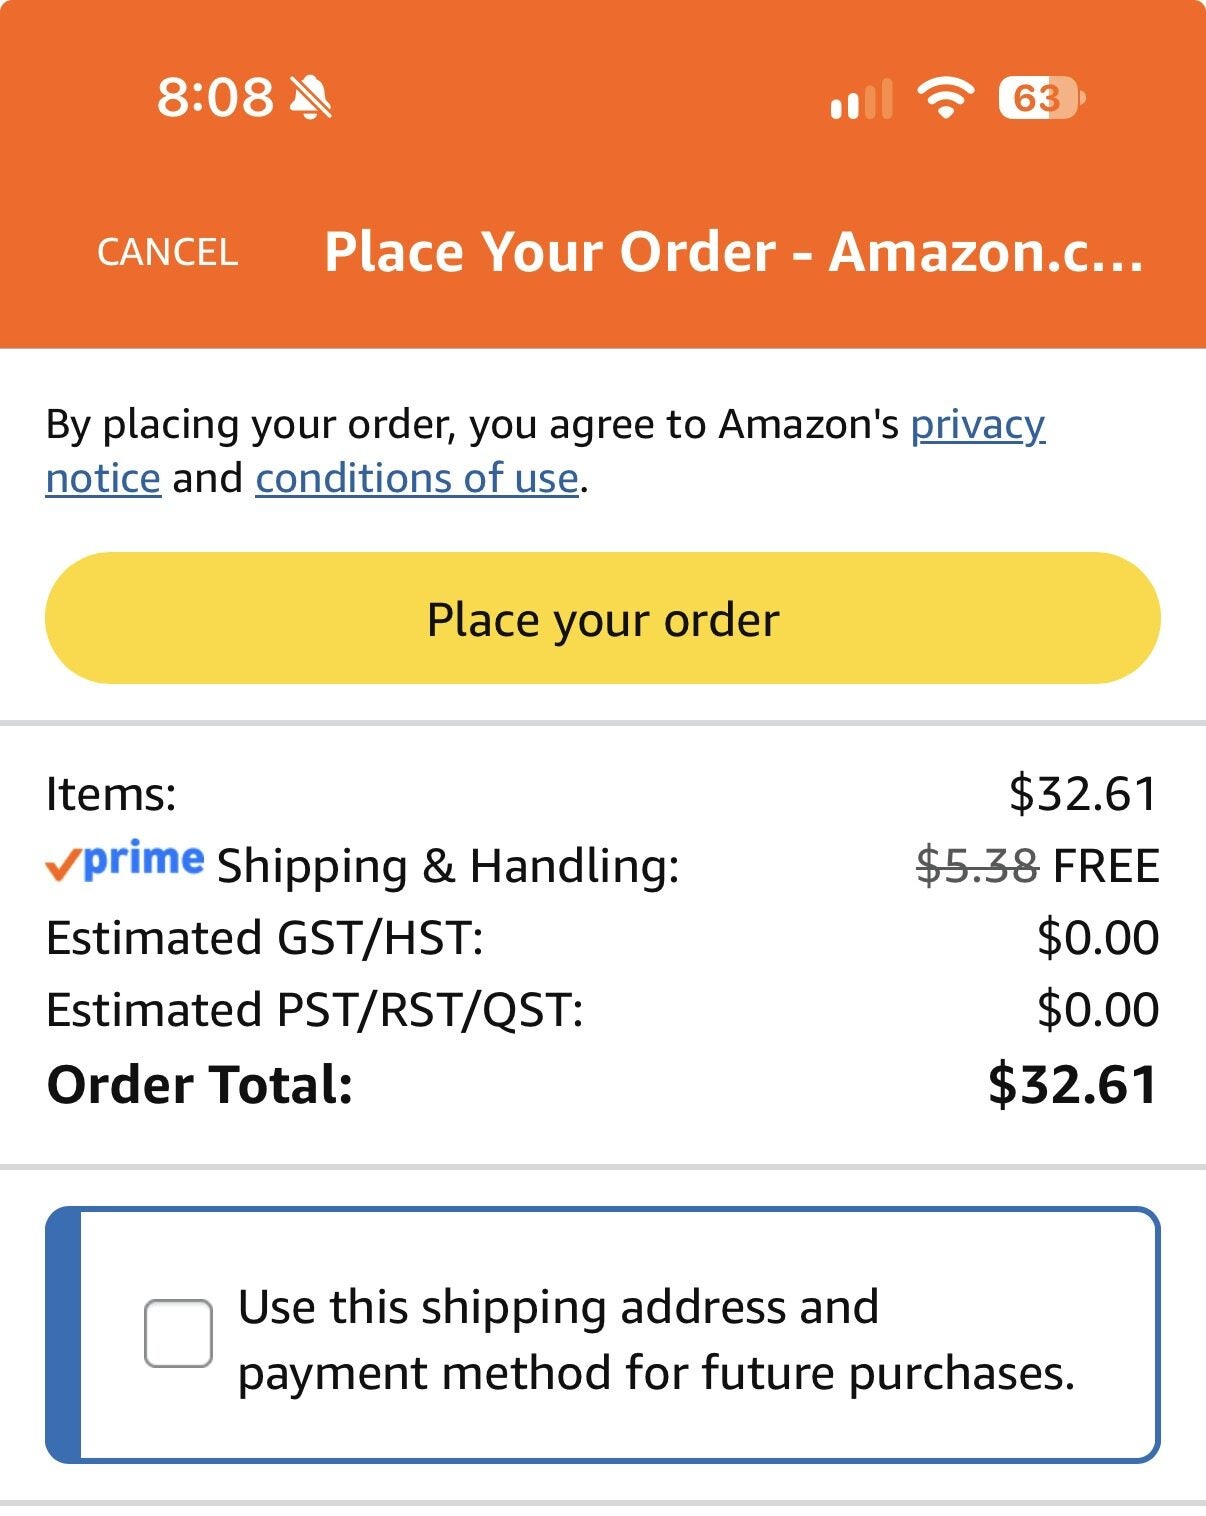 8:08 63
CANCEL Place Your Order - Amazon.c...
By placing your order, you agree to Amazon's privacy
notice and conditions of use.
Place your order
Items: $32.61
prime Shipping & Handling: $5.38 FREE
Estimated GST/HST: $0.00
Estimated PST/RST/QST: $0.00
Order Total: $32.61
Use this shipping address and
payment method for future purchases.